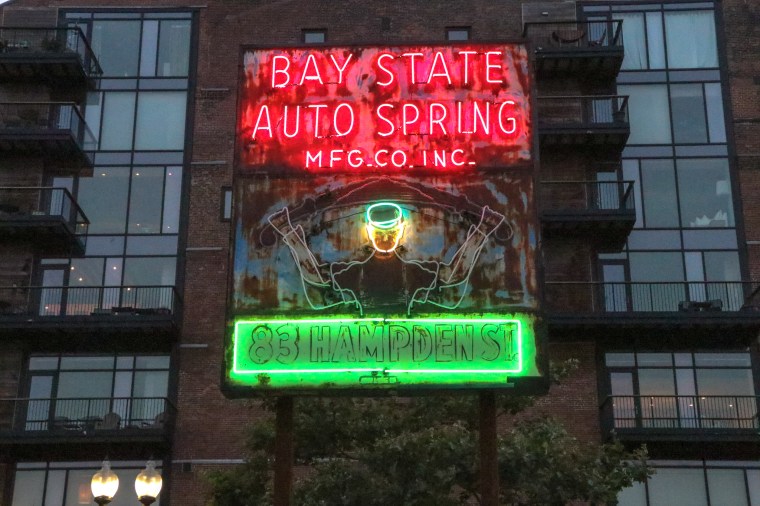 BAY STATE
AUTO SPRING
MFG. CO. INC.
83 HAMPDEN ST.